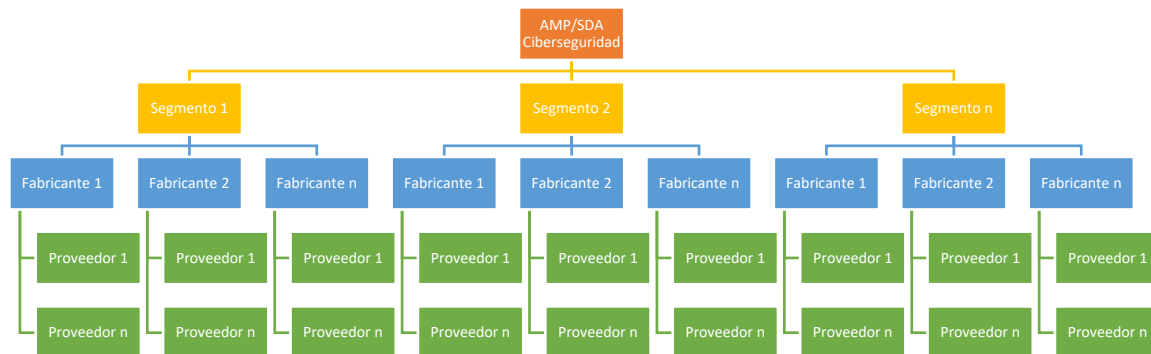 AMP/SDA
Ciberseguridad
Segmento 1
Segmento 2
Segmento n
Fabricante 1
Fabricante 2
Fabricante n
Fabricante 1
Fabricante 2
Fabricante n
Fabricante 1
Fabricante 2
Fabricante n
Proveedor 1
Proveedor 1
Proveedor 1
Proveedor 1
Proveedor 1
Proveedor 1
Proveedor 1
Proveedor 1
Proveedor 1
Proveedor n
Proveedor n
Proveedor n
Proveedor n
Proveedor n
Proveedor n
Proveedor n
Proveedor n
Proveedor n